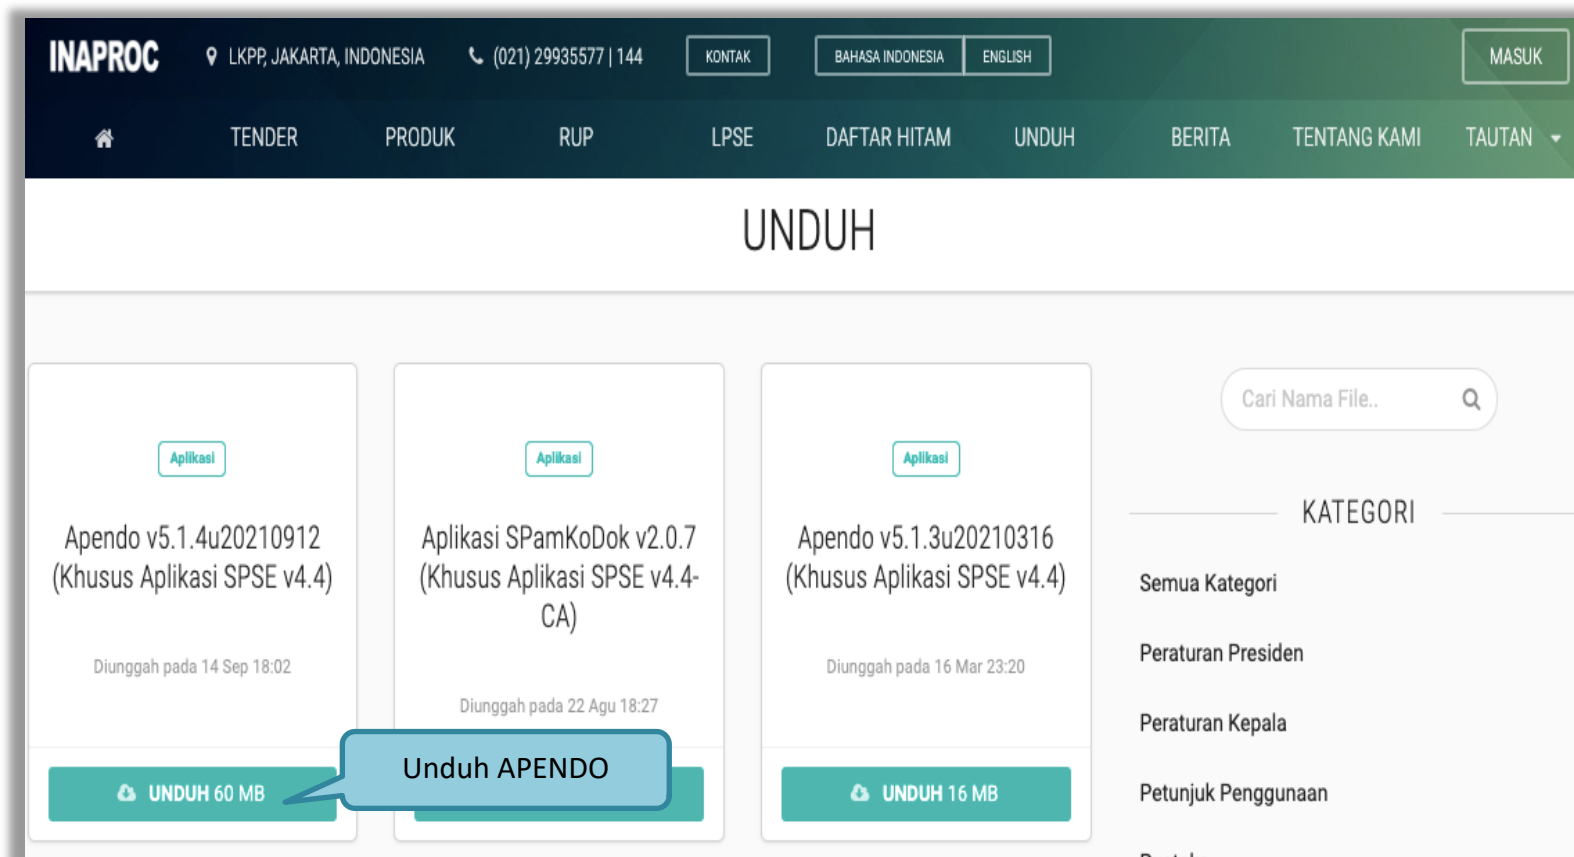 INAPROC
LKPP, JAKARTA, INDONESIA
(021) 29935577 | 144
KONTAK
BAHASA INDONESIA
ENGLISH
MASUK
TENDER
PRODUK
RUP
LPSE
DAFTAR HITAM
UNDUH
BERITA
TENTANG KAMI
TAUTAN
UNDUH
Aplikasi
Apendo v5.1.4u20210912
(Khusus Aplikasi SPSE v4.4)
Diunggah pada 14 Sep 18:02
UNDUH 60 MB
Aplikasi
Aplikasi SPamKoDok v2.0.7
(Khusus Aplikasi SPSE v4.4-
CA)
Diunggah pada 22 Agu 18:27
Unduh APENDO
Aplikasi
Apendo v5.1.3u20210316
(Khusus Aplikasi SPSE v4.4)
Diunggah pada 16 Mar 23:20
UNDUH 16 MB
Cari Nama File..
KATEGORI
Semua Kategori
Peraturan Presiden
Peraturan Kepala
Petunjuk Penggunaan